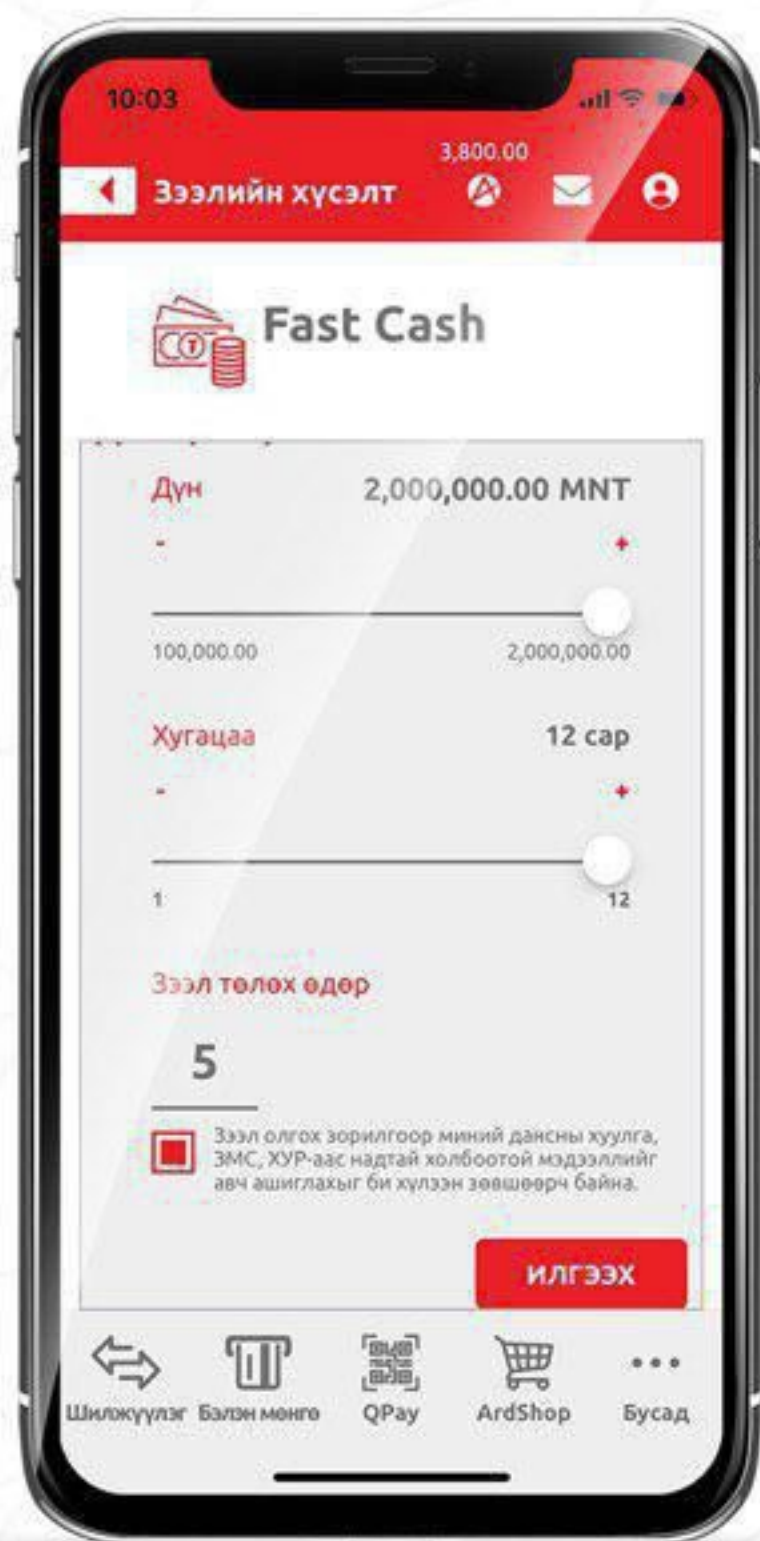 10:03
3,800.00
Зээлийн хүсэлт
Fast Cash
Дүн 2,000,000.00 MNT
- +
100,000.00 2,000,000.00
Хугацаа 12 сар
- +
1 12
Зээл төлөх өдөр
5
Зээл олгох зорилгоор миний дансны хуулга,
ЗМС, ХУР-аас надтай холбоотой мэдээллийг
авч ашиглахыг би хүлээн зөвшөөрч байна.
ИЛГЭЭХ
Шилжүүлэг Бэлэн мөнгө QPay ArdShop Бусад